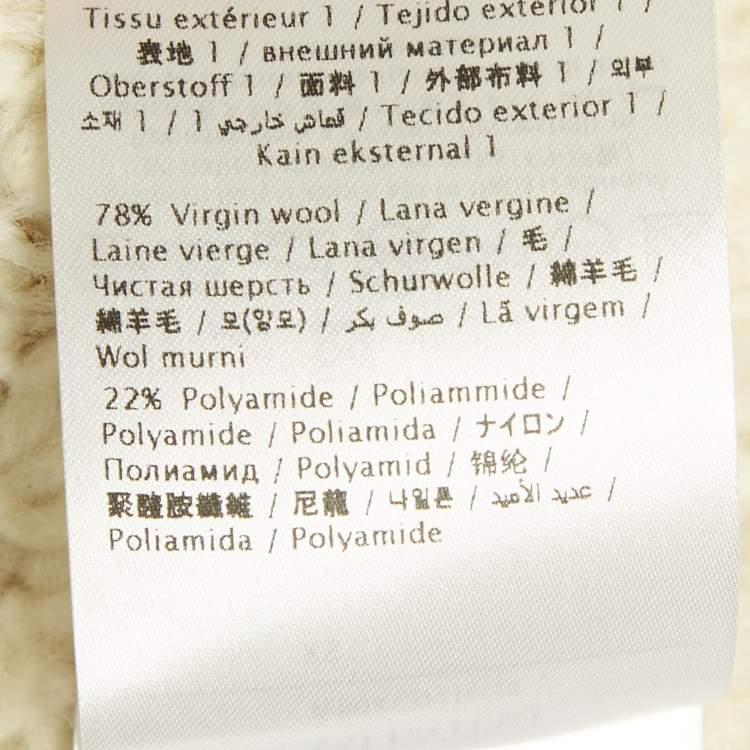 Tissu extérieur 1 / Tejido exterior 1 /
表地 1 / внешний материал 1 /
Oberstoff 1 / 面料 1 / 外部布料 1 / 외부
소재 1 / قماش خارجي 1 / Tecido exterior 1 /
Kain eksternal 1
78% Virgin wool / Lana vergine /
Laine vierge / Lana virgen / 毛 /
Чистая шерсть / Schurwolle / 綿羊毛 /
綿羊毛 / 모(양모) / صوف بكر / Lã virgem /
Wol murni
22% Polyamide / Poliammide /
Polyamide / Poliamida / ナイロン /
Полиамид / Polyamid / 锦纶 /
聚醯胺纖維 / 尼龍 / 나일론 / عديد الأميد /
Poliamida / Polyamide